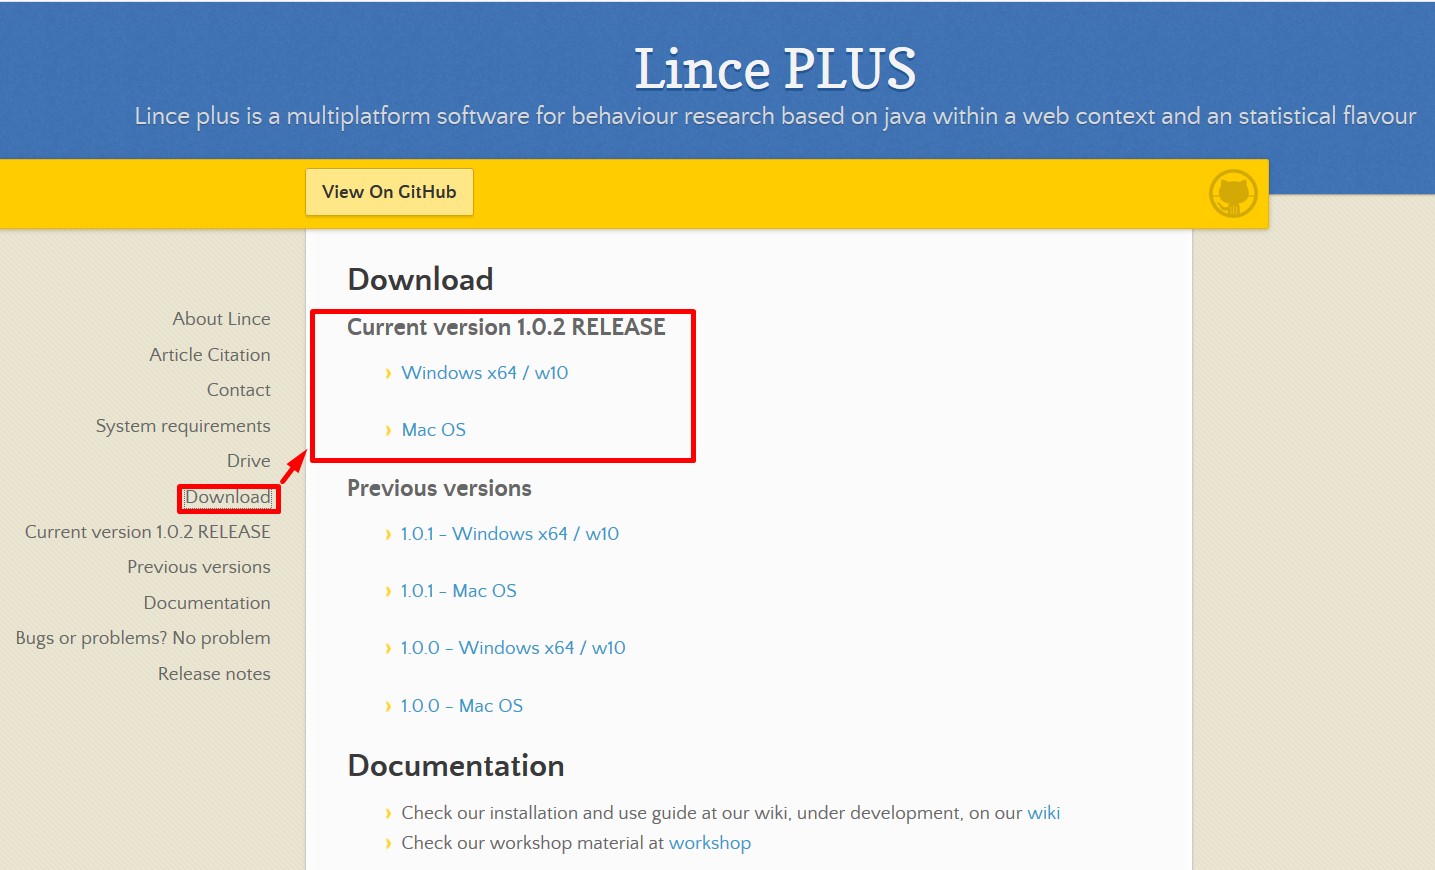 Lince PLUS
Lince plus is a multiplatform software for behaviour research based on java within a web context and an statistical flavour
View On GitHub
About Lince
Article Citation
Contact
System requirements
Drive
Download
Current version 1.0.2 RELEASE
Previous versions
Documentation
Bugs or problems? No problem
Release notes
Download
Current version 1.0.2 RELEASE
› Windows x64 / w10
› Mac OS
Previous versions
› 1.0.1 – Windows x64 / w10
› 1.0.1 – Mac OS
› 1.0.0 – Windows x64 / w10
› 1.0.0 – Mac OS
Documentation
› Check our installation and use guide at our wiki, under development, on our wiki
› Check our workshop material at workshop